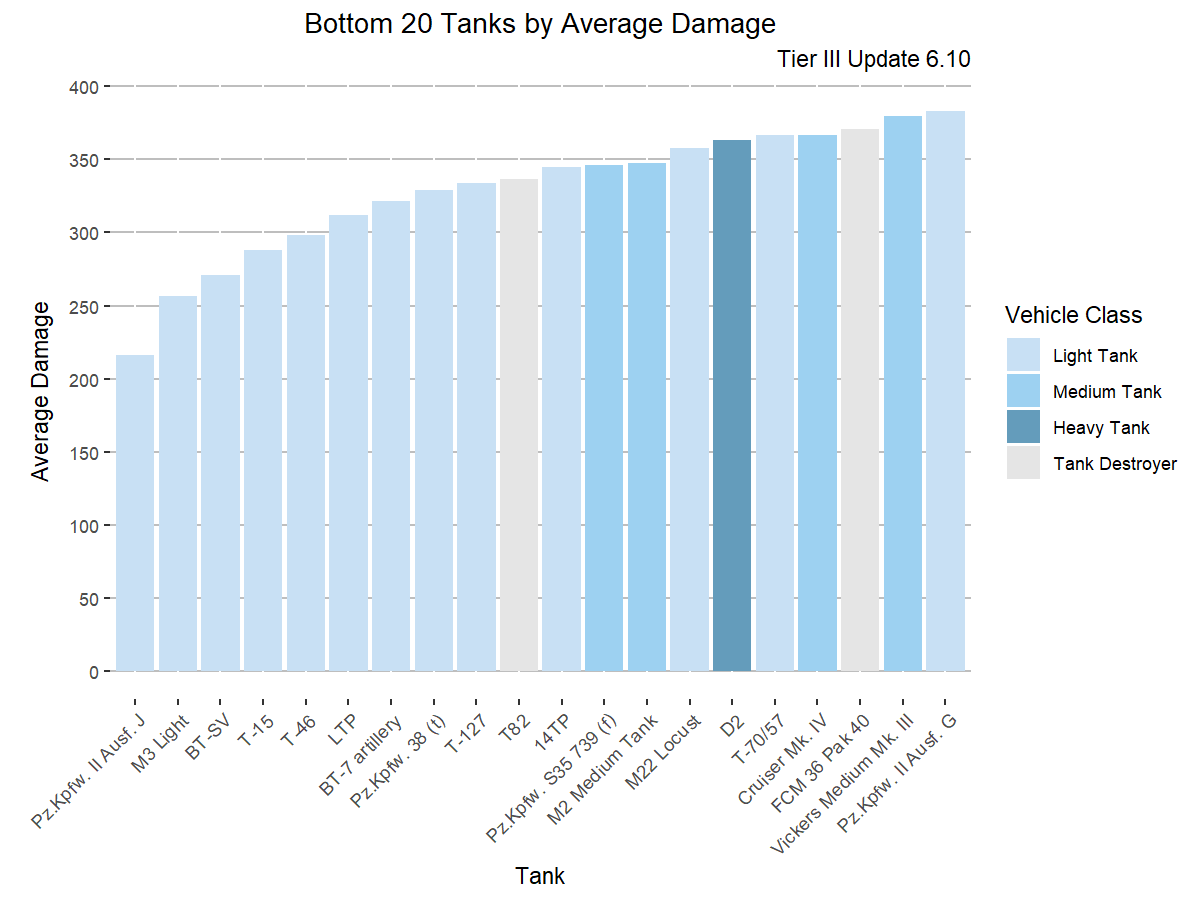 Bottom 20 Tanks by Average Damage
Tier III Update 6.10
400
350
300
250
200
150
100
50
0
Average Damage
Pz.Kpfw. II Ausf. J
M3 Light
BT-SV
T-15
T-46
LTP
BT-7 artillery
Pz.Kpfw. 38 (t)
T-127
T82
14TP
Pz.Kpfw. S35 739 (f)
M2 Medium Tank
M22 Locust
D2
T-70/57
Cruiser Mk. IV
FCM 36 Pak 40
Vickers Medium Mk. III
Pz.Kpfw. II Ausf. G
Tank
Vehicle Class
Light Tank
Medium Tank
Heavy Tank
Tank Destroyer